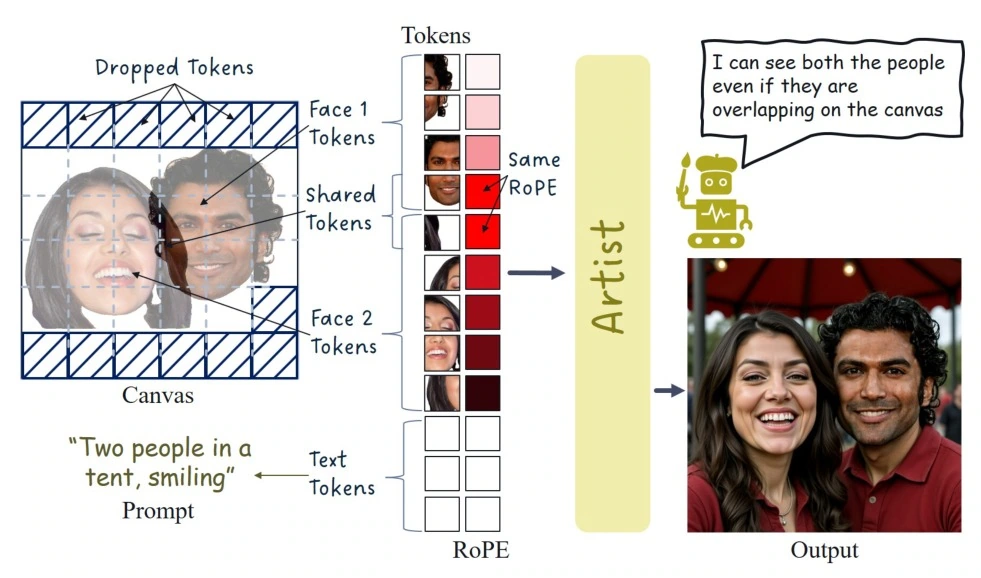 Tokens
Dropped Tokens
Face 1
Tokens
Shared
Tokens
Same
RoPE
Face 2
Tokens
Canvas
"Two people in a
tent, smiling"
Prompt
Text
Tokens
RoPE
Artist
I can see both the people
even if they are
overlapping on the canvas
Output